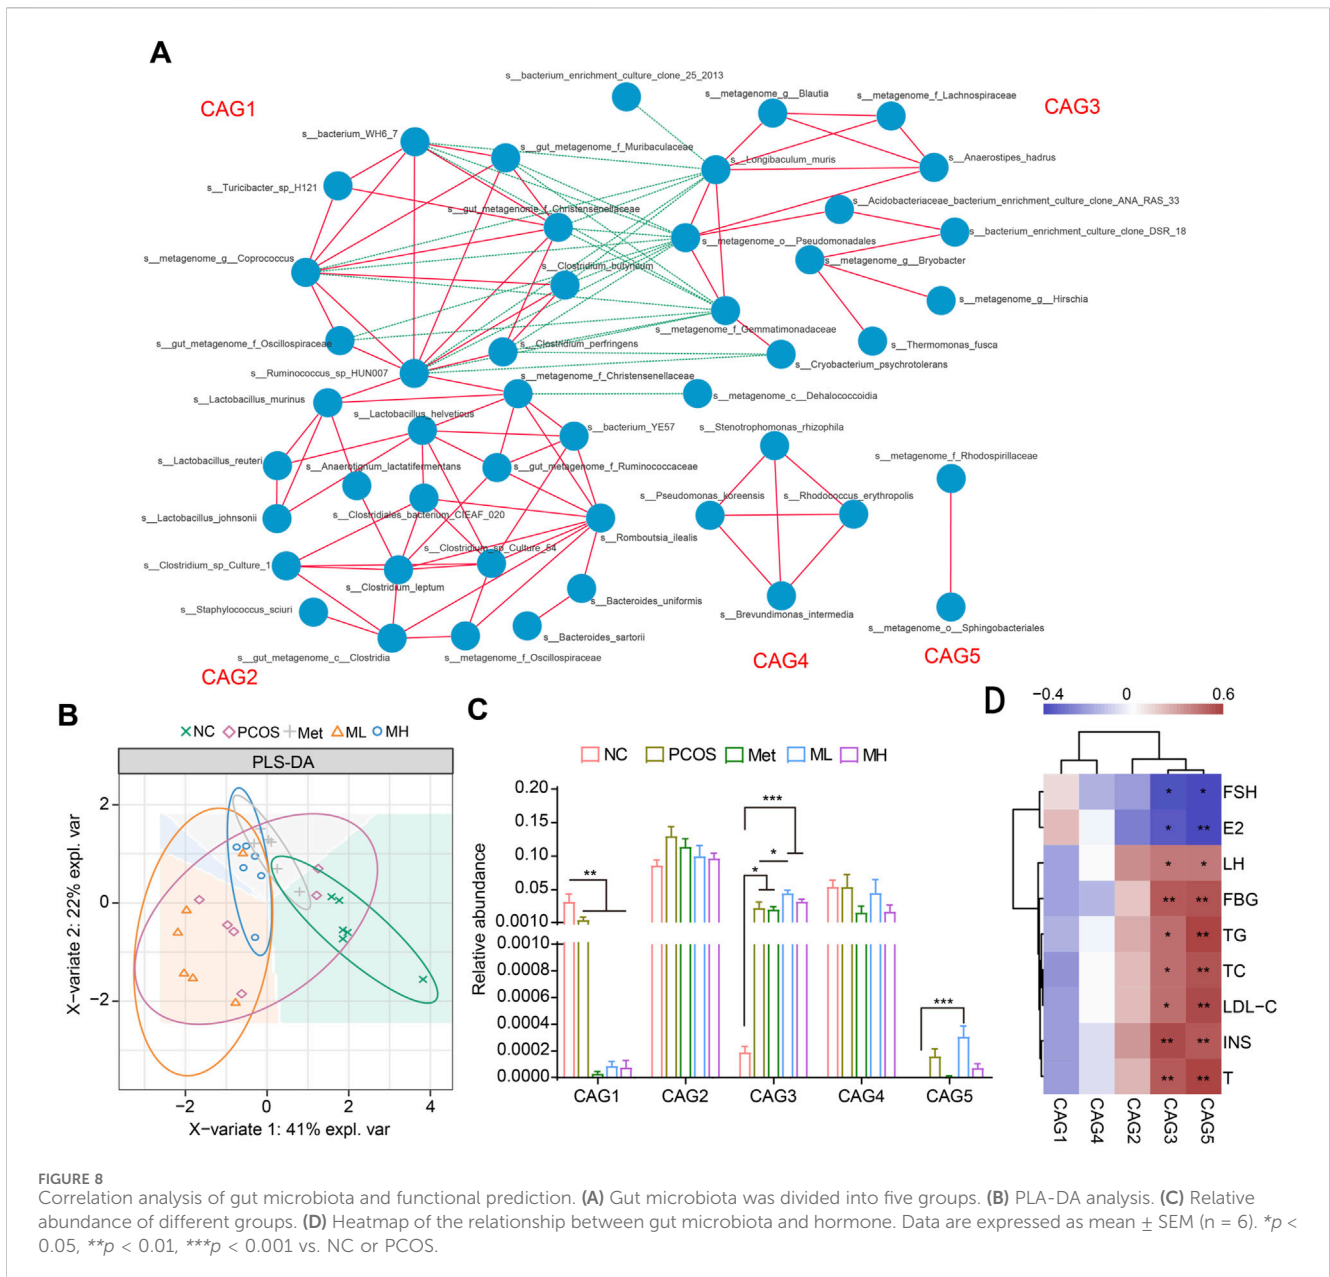 A
s__bacterium_enrichment_culture_clone_25_2013
CAG1
s__metagenome_g__Blautia
s__metagenome_f_Lachnospiraceae
CAG3
s__bacterium_WH6_7
s__gut_metagenome_f_Muribaculaceae
s__Longibaculum_muris
s__Anaerostipes_hadrus
s__Turicibacter_sp_H121
s__gut_metagenome_f_Christensenellaceae
s__Acidobacteriaceae_bacterium_enrichment_culture_clone_ANA_RAS_33
s__bacterium_enrichment_culture_clone_DSR_18
s__metagenome_o__Pseudomonadales
s__metagenome_g__Coprococcus
s__Clostridium_butyricum
s__metagenome_g__Bryobacter
s__metagenome_g__Hirschia
s__metagenome_f_Gemmatimonadaceae
s__gut_metagenome_f_Oscillospiraceae
s__Clostridium_perfringens
s__Thermomonas_fusca
s__Cryobacterium_psychrotolerans
s__Ruminococcus_sp_HUN007
s__metagenome_f_Christensenellaceae
s__Lactobacillus_murinus
s__metagenome_c__Dehalococcoidia
s__Lactobacillus_helveticus
s__bacterium_YE57
s__Stenotrophomonas_rhizophila
s__metagenome_f_Rhodospirillaceae
s__Lactobacillus_reuteri
s__Anaerotignum_lactatifermentans
s__gut_metagenome_f_Ruminococcaceae
s__Pseudomonas_koreensis
s__Rhodococcus_erythropolis
s__Lactobacillus_johnsonii
s__Clostridiales_bacterium_CIEAF_020
s__Romboutsia_ilealis
s__Clostridium_sp_Culture_54
s__Clostridium_sp_Culture_1
s__Clostridium_leptum
s__Staphylococcus_sciuri
s__Bacteroides_uniformis
s__Brevundimonas_intermedia
s__Bacteroides_sartorii
s__metagenome_o__Sphingobacteriales
s__gut_metagenome_c__Clostridia
s__metagenome_f_Oscillospiraceae
CAG2
CAG4
CAG5
B
NC PCOS Met ML MH
PLS-DA
X-variate 2: 22% expl. var
2
0
−2
−2 0 2 4
X-variate 1: 41% expl. var
C
NC PCOS Met ML MH
Relative abundance
0.20
0.15
0.10
0.05
0.0010
0.0010
0.0008
0.0006
0.0004
0.0002
0.0000
**
***
*
*
***
CAG1 CAG2 CAG3 CAG4 CAG5
D
−0.4 0 0.6
* * FSH
* ** E2
* * LH
** ** FBG
* ** TG
* ** TC
* ** LDL−C
** ** INS
** ** T
CAG1 CAG4 CAG2 CAG3 CAG5
FIGURE 8
Correlation analysis of gut microbiota and functional prediction. (A) Gut microbiota was divided into five groups. (B) PLA-DA analysis. (C) Relative
abundance of different groups. (D) Heatmap of the relationship between gut microbiota and hormone. Data are expressed as mean ± SEM (n = 6). *p <
0.05, **p < 0.01, ***p < 0.001 vs. NC or PCOS.